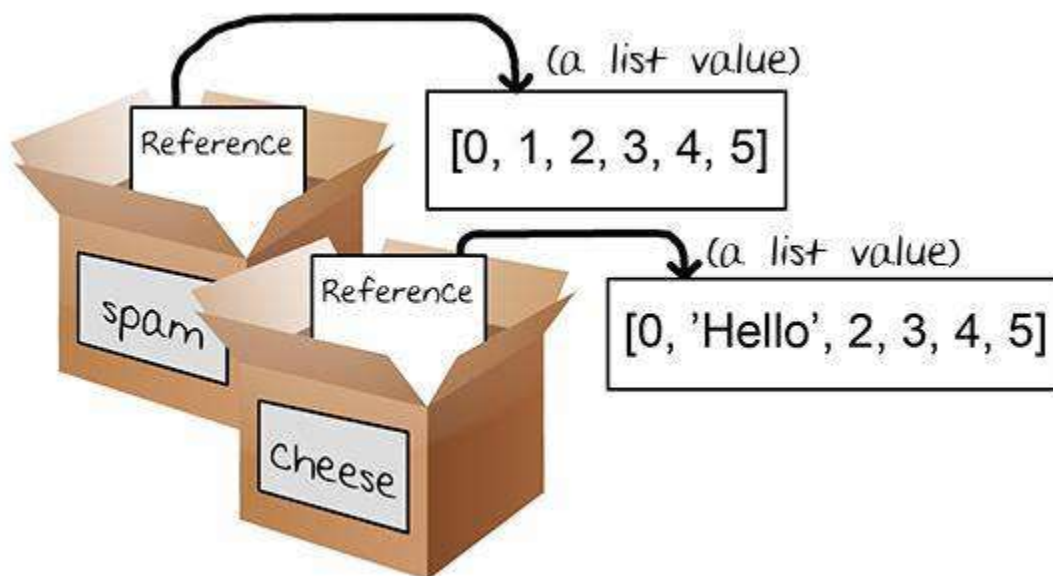 (a list value)
Reference
[0, 1, 2, 3, 4, 5]
spam
(a list value)
Reference
[0, ’Hello’, 2, 3, 4, 5]
Cheese